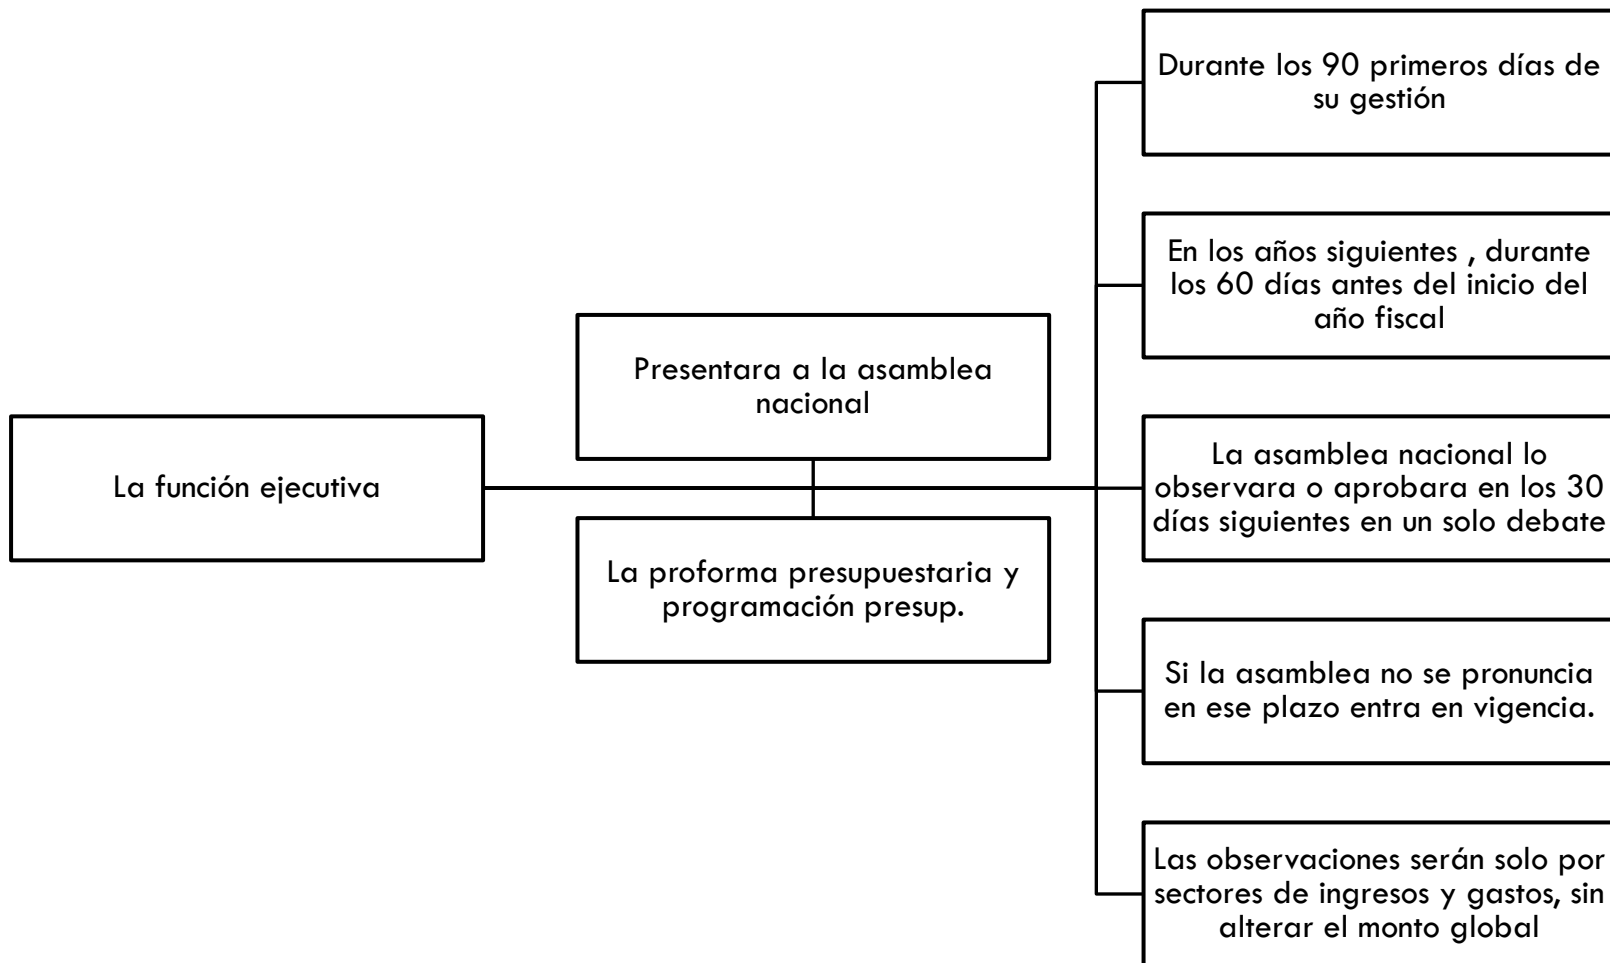 La función ejecutiva
Presentara a la asamblea
nacional
La proforma presupuestaria y
programación presup.
Durante los 90 primeros días de
su gestión
En los años siguientes , durante
los 60 días antes del inicio del
año fiscal
La asamblea nacional lo
observara o aprobara en los 30
días siguientes en un solo debate
Si la asamblea no se pronuncia
en ese plazo entra en vigencia.
Las observaciones serán solo por
sectores de ingresos y gastos, sin
alterar el monto global